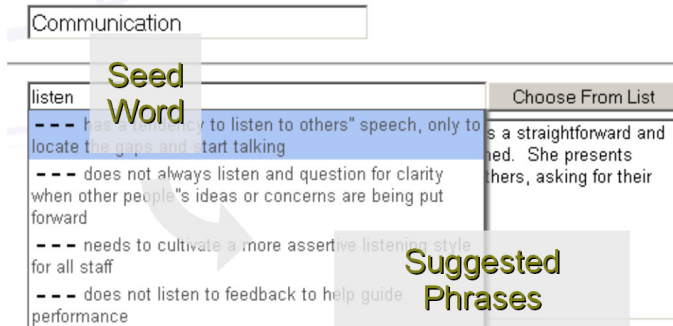 Communication
Seed
Word
listen
Choose From List
--- has a tendency to listen to others" speech, only to
locate the gaps and start talking
--- does not always listen and question for clarity
when other people"s ideas or concerns are being put
forward
--- needs to cultivate a more assertive listening style
for all staff
--- does not listen to feedback to help guide
performance
s a straightforward and
ned. She presents
thers, asking for their
Suggested
Phrases